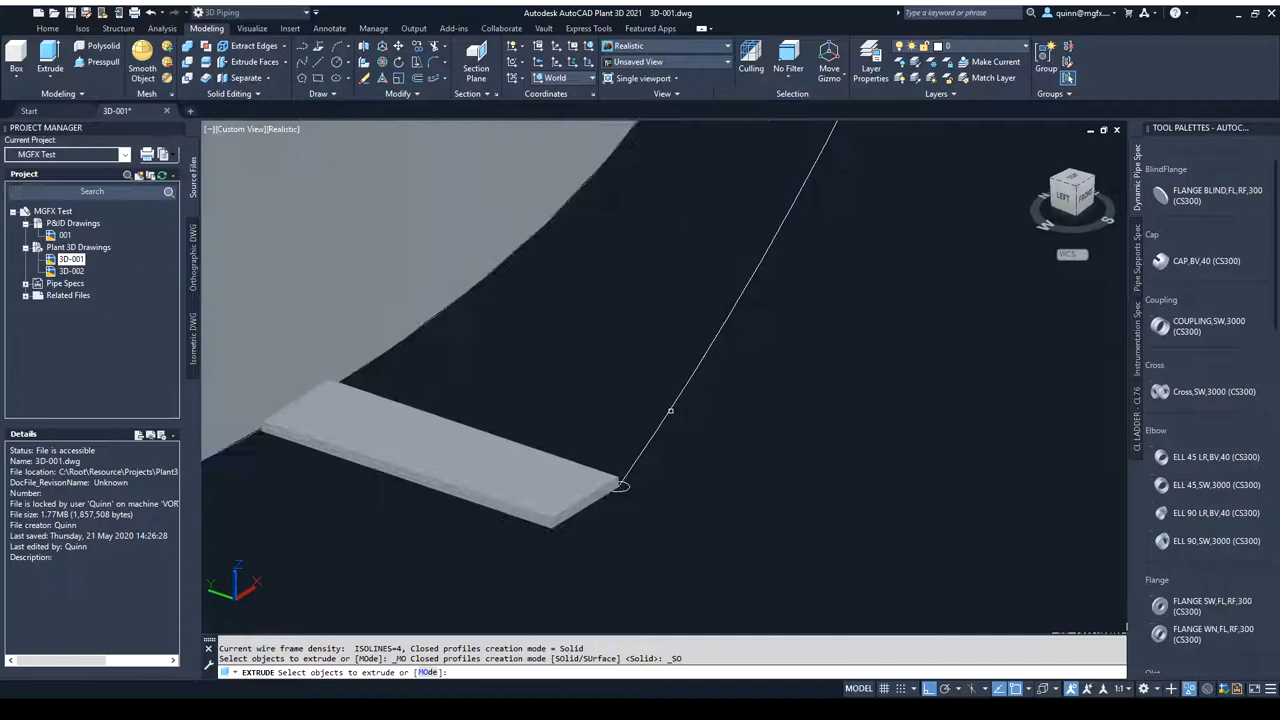 3D Piping
Autodesk AutoCAD Plant 3D 2021 3D-001.dwg
Type a keyword or phrase
quinn@mgfx...
Home Isos Structure Analysis Modeling Visualize Insert Annotate Manage Output Add-ins Collaborate Vault Express Tools Featured Apps
Box
Extrude
Polysolid
Presspull
Modeling
Smooth Object
Mesh
Extract Edges
Extrude Faces
Separate
Solid Editing
Draw
Modify
Section Plane
Section
World
Coordinates
Realistic
Unsaved View
Single viewport
View
Culling
No Filter
Move Gizmo
Selection
Layer Properties
0
Make Current
Match Layer
Layers
Group
Groups
Start
3D-001*
PROJECT MANAGER
Current Project:
MGFX Test
Project
Search
MGFX Test
P&ID Drawings
001
Plant 3D Drawings
3D-001
3D-002
Pipe Specs
Related Files
Source Files
Orthographic DWG
Isometric DWG
Details
Status: File is accessible
Name: 3D-001.dwg
File location: C:\Root\Resource\Projects\Plant3
DocFile_RevisonName: Unknown
Number:
File is locked by user 'Quinn' on machine 'VOR
File size: 1.77MB (1,857,508 bytes)
File creator: Quinn
Last saved: Thursday, 21 May 2020 14:26:28
Last edited by: Quinn
Description:
[−][Custom View][Realistic]
TOP
LEFT
FRONT
W
S
WCS
Z
Y
X
TOOL PALETTES - AUTOC...
Dynamic Pipe Spec
Pipe Supports Spec
Instrumentation Spec
CL LADDER - CL76
BlindFlange
FLANGE BLIND,FL,RF,300 (CS300)
Cap
CAP,BV,40 (CS300)
Coupling
COUPLING,SW,3000 (CS300)
Cross
Cross,SW,3000 (CS300)
Elbow
ELL 45 LR,BV,40 (CS300)
ELL 45,SW,3000 (CS300)
ELL 90 LR,BV,40 (CS300)
ELL 90,SW,3000 (CS300)
Flange
FLANGE SW,FL,RF,300 (CS300)
FLANGE WN,FL,RF,300 (CS300)
Current wire frame density: ISOLINES=4, Closed profiles creation mode = Solid
Select objects to extrude or [MOde]: _MO Closed profiles creation mode [SOlid/SUrface] <Solid>: _SO
EXTRUDE Select objects to extrude or [MOde]:
MODEL
1:1